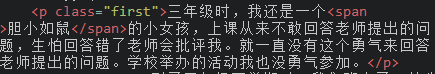 <p class="first">三年级时，我还是一个<span
>胆小如鼠</span>的小女孩，上课从来不敢回答老师提出的问
题，生怕回答错了老师会批评我。就一直没有这个勇气来回答
老师提出的问题。学校举办的活动我也没勇气参加。</p>